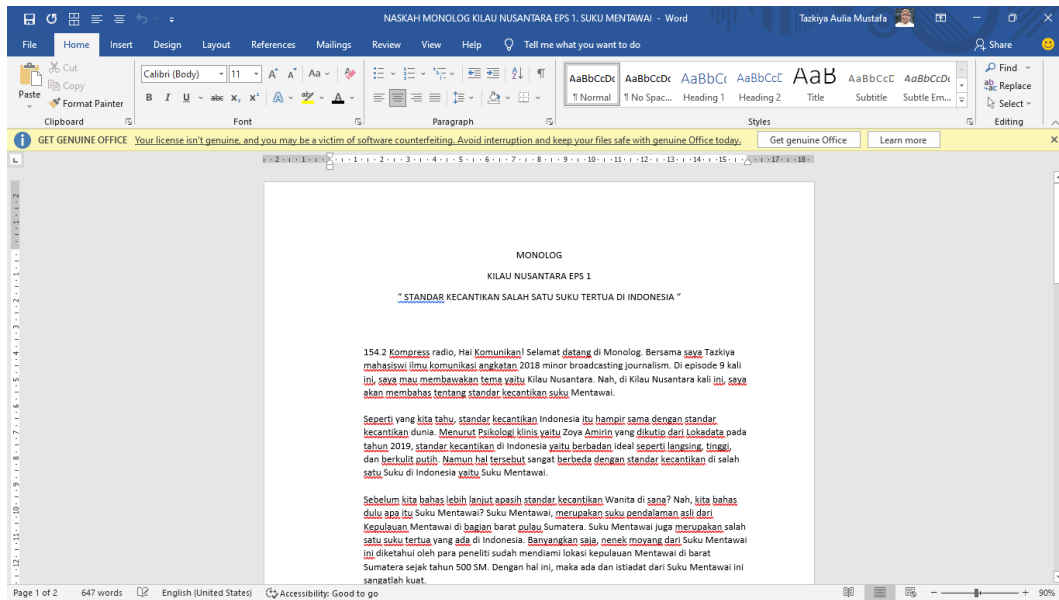 NASKAH MONOLOG KILAU NUSANTARA EPS 1. SUKU MENTAWAI - Word
Tazkiya Aulia Mustafa
File Home Insert Design Layout References Mailings Review View Help Tell me what you want to do Share
Paste
Cut
Copy
Format Painter
Calibri (Body) 11
AaBbCcDc AaBbCcDc AaBbCc AaBbCcE AaB AaBbCcE AaBbCcDc
¶ Normal ¶ No Spac... Heading 1 Heading 2 Title Subtitle Subtle Em...
Find
Replace
Select
Clipboard Font Paragraph Styles Editing
GET GENUINE OFFICE Your license isn't genuine, and you may be a victim of software counterfeiting. Avoid interruption and keep your files safe with genuine Office today. Get genuine Office Learn more
MONOLOG
KILAU NUSANTARA EPS 1
“ STANDAR KECANTIKAN SALAH SATU SUKU TERTUA DI INDONESIA ”
154.2 Kompress radio, Hai Komunikan! Selamat datang di Monolog. Bersama saya Tazkiya
mahasiswi ilmu komunikasi angkatan 2018 minor broadcasting journalism. Di episode 9 kali
ini, saya mau membawakan tema yaitu Kilau Nusantara. Nah, di Kilau Nusantara kali ini, saya
akan membahas tentang standar kecantikan suku Mentawai.
Seperti yang kita tahu, standar kecantikan Indonesia itu hampir sama dengan standar
kecantikan dunia. Menurut Psikologi klinis yaitu Zoya Amirin yang dikutip dari Lokadata pada
tahun 2019, standar kecantikan di Indonesia yaitu berbadan ideal seperti langsing, tinggi,
dan berkulit putih. Namun hal tersebut sangat berbeda dengan standar kecantikan di salah
satu Suku di Indonesia yaitu Suku Mentawai.
Sebelum kita bahas lebih lanjut apasih standar kecantikan Wanita di sana? Nah, kita bahas
dulu apa itu Suku Mentawai? Suku Mentawai, merupakan suku pendalaman asli dari
Kepulauan Mentawai di bagian barat pulau Sumatera. Suku Mentawai juga merupakan salah
satu suku tertua yang ada di Indonesia. Banyangkan saja, nenek moyang dari Suku Mentawai
ini diketahui oleh para peneliti sudah mendiami lokasi kepulauan Mentawai di barat
Sumatera sejak tahun 500 SM. Dengan hal ini, maka ada dan istiadat dari Suku Mentawai ini
sangatlah kuat.
Page 1 of 2 647 words English (United States) Accessibility: Good to go 90%